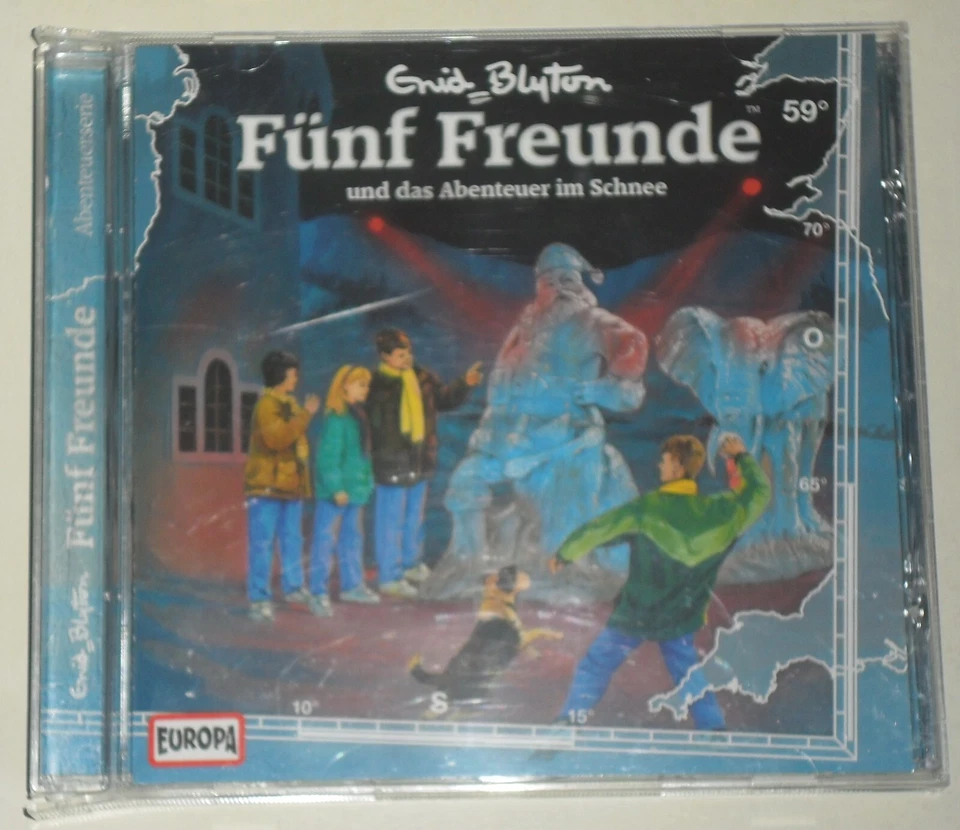 Enid Blyton
Fünf Freunde™
59°
und das Abenteuer im Schnee
70°
O
65°
10°
S
15°
EUROPA
Enid Blyton Fünf Freunde Abenteuerserie